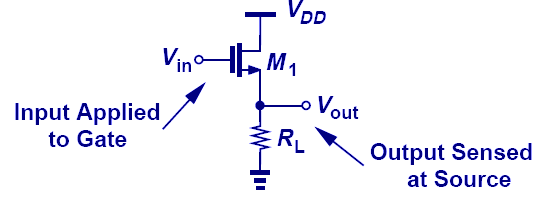 V_DD
V_in
M_1
Input Applied
to Gate
V_out
R_L
Output Sensed
at Source